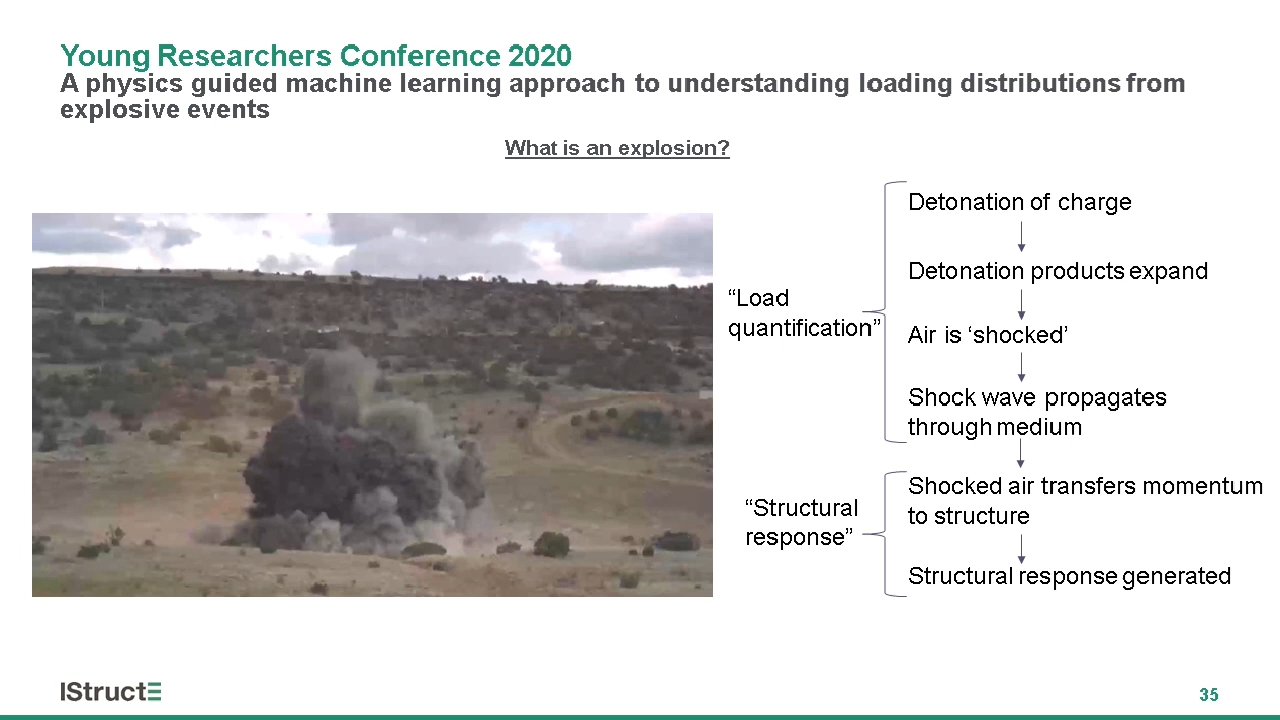 Young Researchers Conference 2020
A physics guided machine learning approach to understanding loading distributions from
explosive events
What is an explosion?
“Load
quantification”
Detonation of charge
Detonation products expand
Air is ‘shocked’
Shock wave propagates
through medium
“Structural
response”
Shocked air transfers momentum
to structure
Structural response generated
IStructE
35